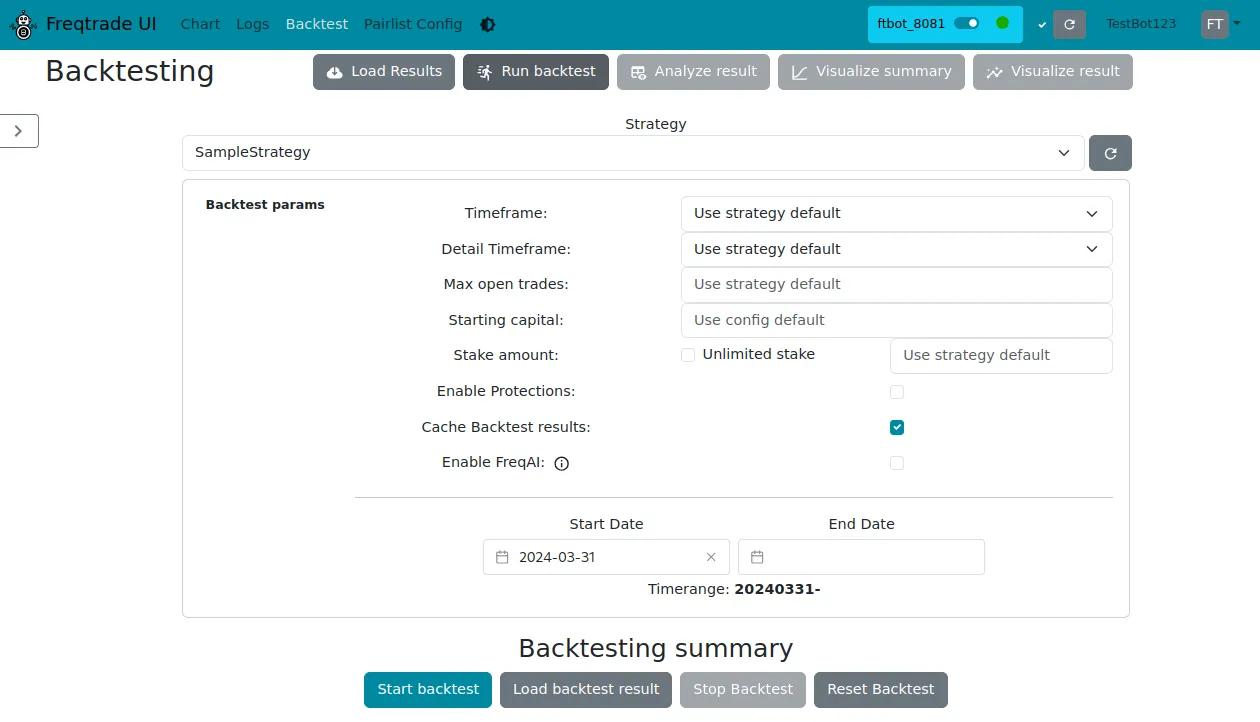 Freqtrade UI Chart Logs Backtest Pairlist Config ftbot_8081 TestBot123 FT
Backtesting Load Results Run backtest Analyze result Visualize summary Visualize result
Strategy
SampleStrategy
Backtest params
Timeframe: Use strategy default
Detail Timeframe: Use strategy default
Max open trades: Use strategy default
Starting capital: Use config default
Stake amount: Unlimited stake Use strategy default
Enable Protections:
Cache Backtest results:
Enable FreqAI:
Start Date End Date
2024-03-31
Timerange: 20240331-
Backtesting summary
Start backtest Load backtest result Stop Backtest Reset Backtest